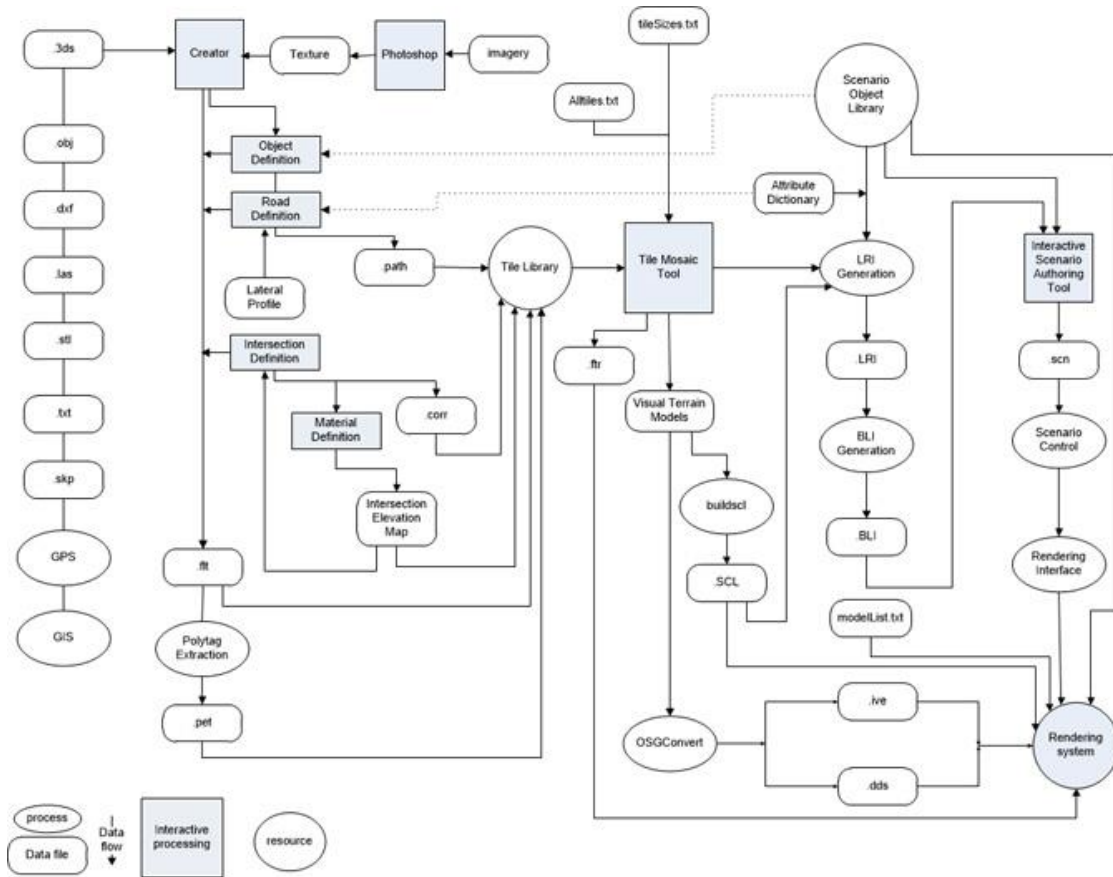 tileSizes.txt
.3ds
Creator
Texture
Photoshop
imagery
Alltiles.txt
Scenario
Object
Library
.obj
Object
Definition
.dxf
Road
Definition
Attribute
Dictionary
.path
Tile Library
Tile Mosaic
Tool
LRI
Generation
Interactive
Scenario
Authoring
Tool
.las
Lateral
Profile
.stl
Intersection
Definition
.ftr
.LRI
.scn
.txt
Material
Definition
.corr
Visual Terrain
Models
BLI
Generation
Scenario
Control
.skp
Intersection
Elevation
Map
buildscl
.BLI
GPS
.flt
.SCL
Rendering
Interface
GIS
Polytag
Extraction
modelList.txt
.pet
OSGConvert
.ive
.dds
Rendering
system
process
Data file
Data
flow
Interactive
processing
resource